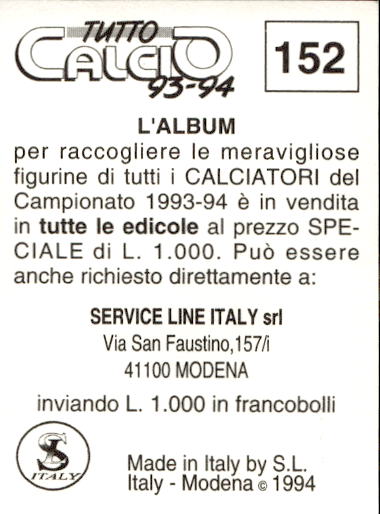 TUTTO
CALCIO
93-94
152
L'ALBUM
per raccogliere le meravigliose
figurine di tutti i CALCIATORI del
Campionato 1993-94 è in vendita
in tutte le edicole al prezzo SPE-
CIALE di L. 1.000. Può essere
anche richiesto direttamente a:
SERVICE LINE ITALY srl
Via San Faustino,157/i
41100 MODENA
inviando L. 1.000 in francobolli
SL
ITALY
Made in Italy by S.L.
Italy - Modena © 1994